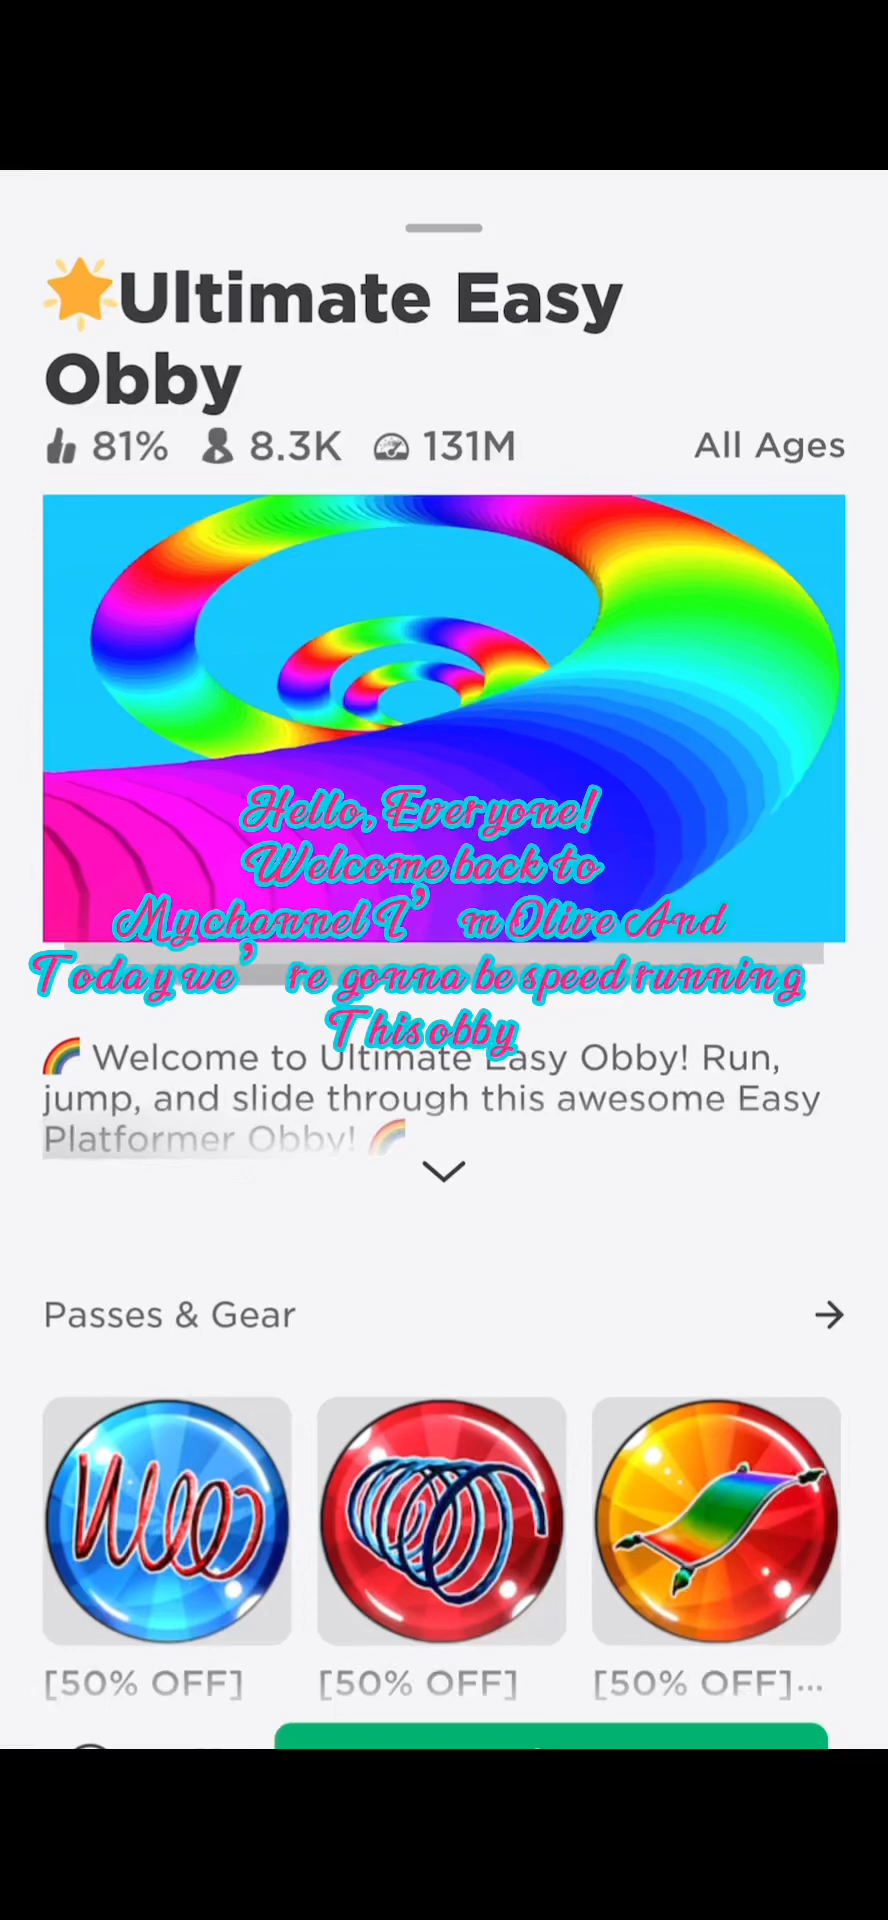 Ultimate Easy
Obby
81% 8.3K 131M All Ages
Hello, Everyone!
Welcome back to
My channel I'm Olive And
Today we're gonna be speed running
This obby
Welcome to Ultimate Easy Obby! Run,
jump, and slide through this awesome Easy
Platformer Obby!
Passes & Gear
[50% OFF] [50% OFF] [50% OFF]...